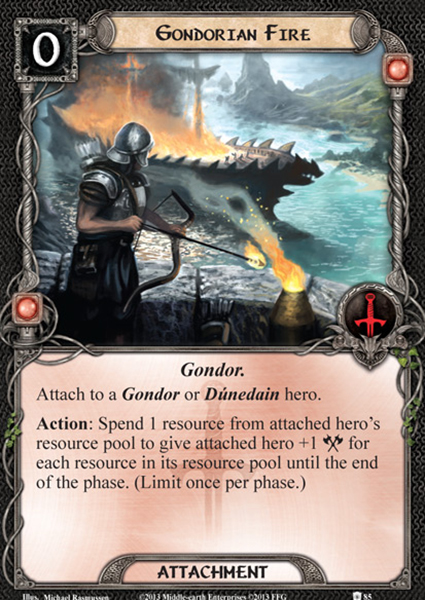 0
GONDORIAN FIRE
Gondor.
Attach to a Gondor or Dúnedain hero.
Action: Spend 1 resource from attached hero's
resource pool to give attached hero +1 for
each resource in its resource pool until the end
of the phase. (Limit once per phase.)
ATTACHMENT
Illus. Michael Rasmussen ©2013 Middle-earth Enterprises ©2013 FFG 85